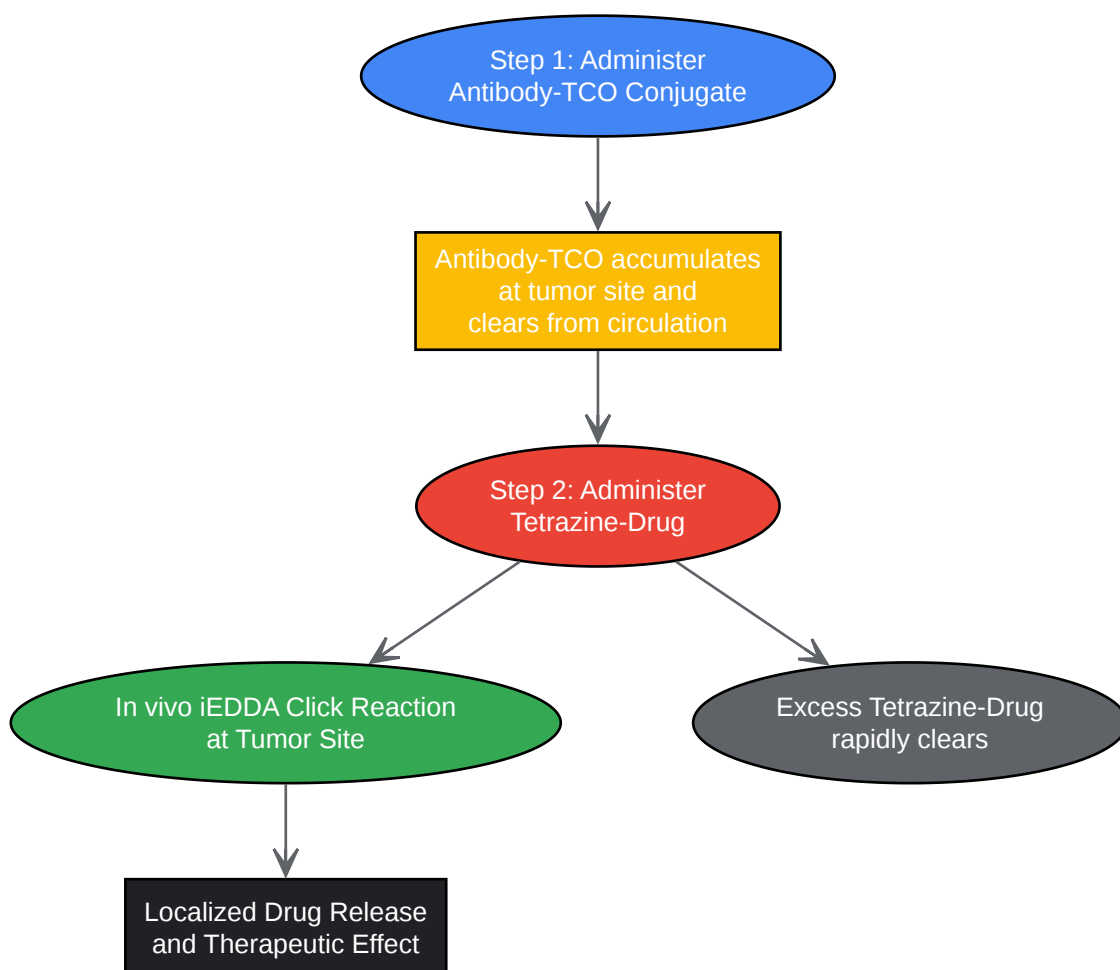 Step 1: Administer
Antibody-TCO Conjugate
Antibody-TCO accumulates
at tumor site and
clears from circulation
Step 2: Administer
Tetrazine-Drug
In vivo iEDDA Click Reaction
at Tumor Site
Excess Tetrazine-Drug
rapidly clears
Localized Drug Release
and Therapeutic Effect